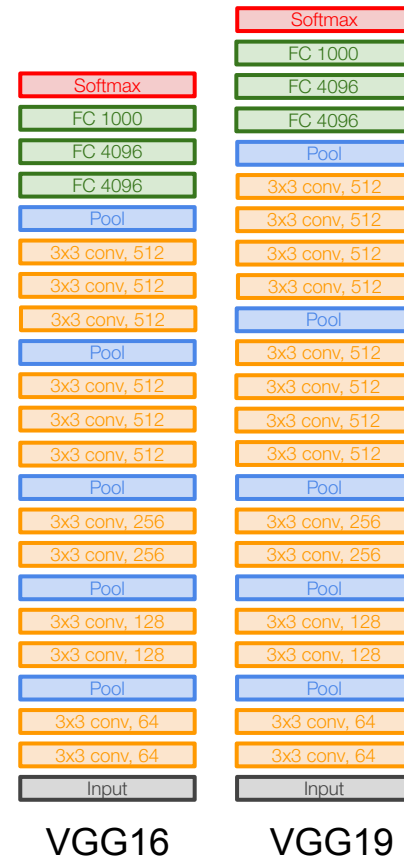 Softmax
FC 1000
FC 4096
FC 4096
Pool
3x3 conv, 512
3x3 conv, 512
3x3 conv, 512
Pool
3x3 conv, 512
3x3 conv, 512
3x3 conv, 512
Pool
3x3 conv, 256
3x3 conv, 256
Pool
3x3 conv, 128
3x3 conv, 128
Pool
3x3 conv, 64
3x3 conv, 64
Input
VGG16
Softmax
FC 1000
FC 4096
FC 4096
Pool
3x3 conv, 512
3x3 conv, 512
3x3 conv, 512
3x3 conv, 512
Pool
3x3 conv, 512
3x3 conv, 512
3x3 conv, 512
3x3 conv, 512
Pool
3x3 conv, 256
3x3 conv, 256
Pool
3x3 conv, 128
3x3 conv, 128
Pool
3x3 conv, 64
3x3 conv, 64
Input
VGG19